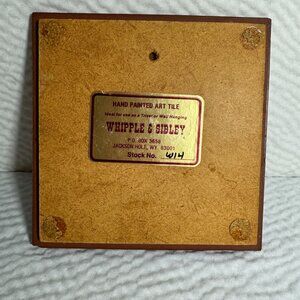 HAND PAINTED ART TILE
Ideal for use as a Trivet or Wall Hanging
WHIPPLE & SIBLEY
P.O. BOX 3658
JACKSON HOLE, WY. 83001
Stock No. W14